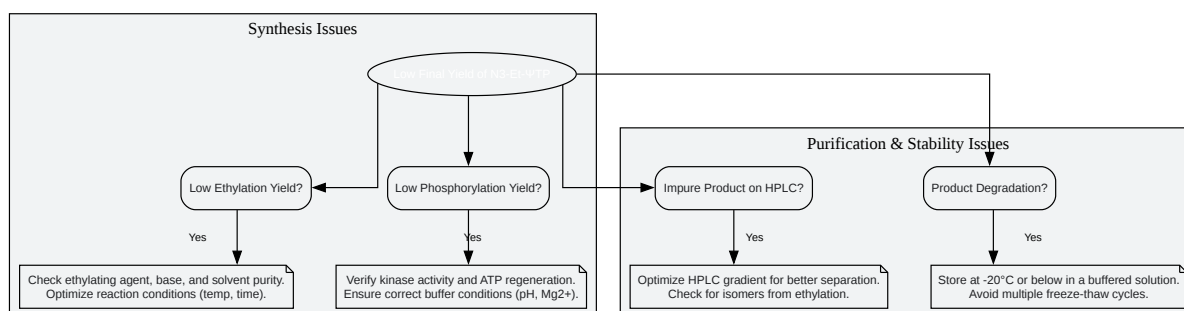 Synthesis Issues
Low Final Yield of N3-Et-ΨTP
Purification & Stability Issues
Low Ethylation Yield?
Low Phosphorylation Yield?
Impure Product on HPLC?
Product Degradation?
Yes
Yes
Yes
Yes
Check ethylating agent, base, and solvent purity.
Optimize reaction conditions (temp, time).
Verify kinase activity and ATP regeneration.
Ensure correct buffer conditions (pH, Mg2+).
Optimize HPLC gradient for better separation.
Check for isomers from ethylation.
Store at -20°C or below in a buffered solution.
Avoid multiple freeze-thaw cycles.